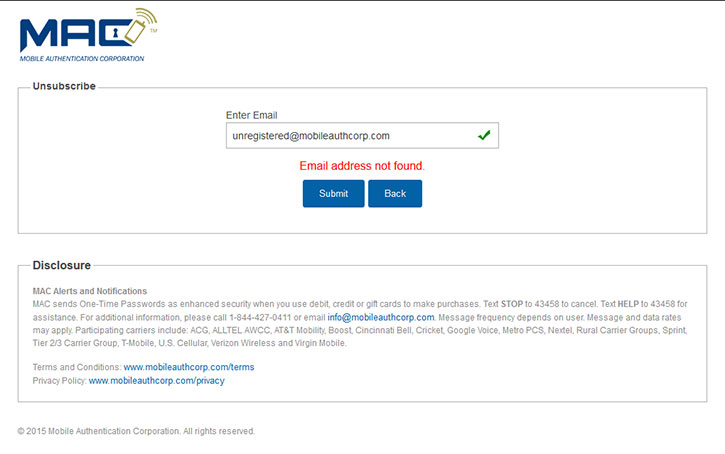 MAC TM
MOBILE AUTHENTICATION CORPORATION
Unsubscribe
Enter Email
unregistered@mobileauthcorp.com
Email address not found.
Submit Back
Disclosure
MAC Alerts and Notifications
MAC sends One-Time Passwords as enhanced security when you use debit, credit or gift cards to make purchases. Text STOP to 43458 to cancel. Text HELP to 43458 for
assistance. For additional information, please call 1-844-427-0411 or email info@mobileauthcorp.com. Message frequency depends on user. Message and data rates
may apply. Participating carriers include: ACG, ALLTEL AWCC, AT&T Mobility, Boost, Cincinnati Bell, Cricket, Google Voice, Metro PCS, Nextel, Rural Carrier Groups, Sprint,
Tier 2/3 Carrier Group, T-Mobile, U.S. Cellular, Verizon Wireless and Virgin Mobile.
Terms and Conditions: www.mobileauthcorp.com/terms
Privacy Policy: www.mobileauthcorp.com/privacy
© 2015 Mobile Authentication Corporation. All rights reserved.